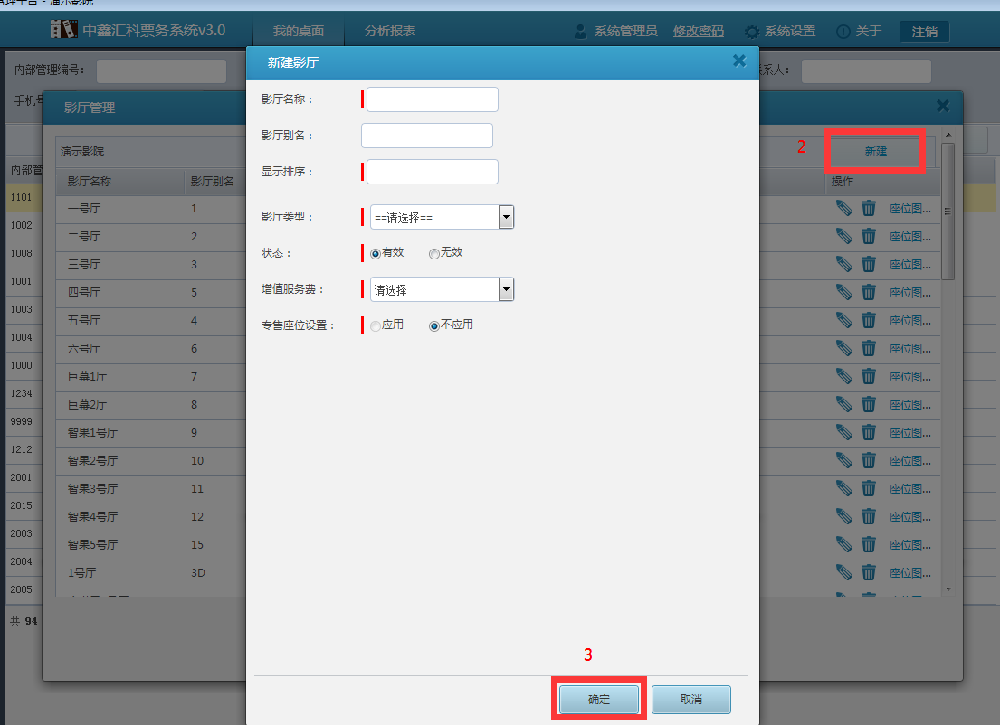 管理平台 - 演示影院
中鑫汇科票务系统v3.0 我的桌面 分析报表 系统管理员 修改密码 系统设置 关于 注销
内部管理编号： 系人：
手机号
影厅管理
新建影厅
演示影院 2 新建
内部管
影厅名称 影厅别名 操作
1101
1002
1008
1001
1003
1004
1000
1234
9999
1212
2001
2015
2003
2004
2005
一号厅 1 座位图...
二号厅 2 座位图...
三号厅 3 座位图...
四号厅 5 座位图...
五号厅 4 座位图...
六号厅 6 座位图...
巨幕1厅 7 座位图...
巨幕2厅 8 座位图...
智果1号厅 9 座位图...
智果2号厅 10 座位图...
智果3号厅 11 座位图...
智果4号厅 12 座位图...
智果5号厅 15 座位图...
1号厅 3D 座位图...
共 94
影厅名称：
影厅别名：
显示排序：
影厅类型： ==请选择==
状态： 有效 无效
增值服务费： 请选择
专售座位设置： 应用 不应用
3
确定 取消